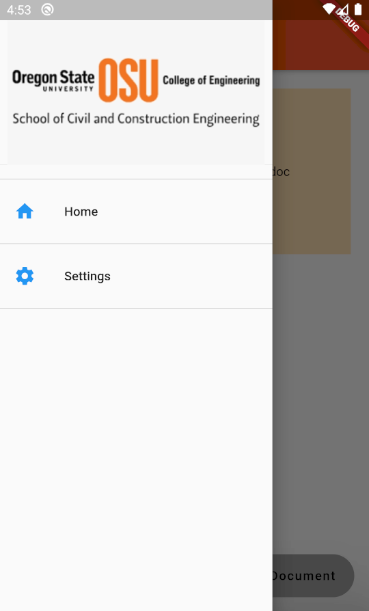 4:53
DEBUG
Oregon State
UNIVERSITY
OSU
College of Engineering
School of Civil and Construction Engineering
doc
Home
Settings
Document